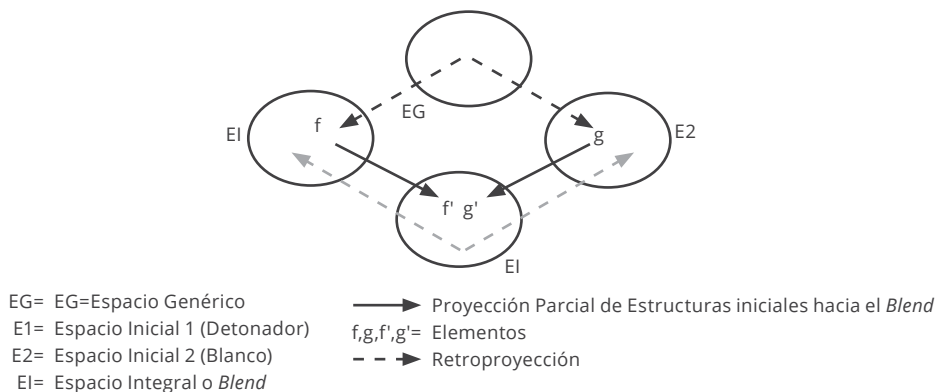 EG
f
EI
g
E2
f' g'
EI
EG= EG=Espacio Genérico
E1= Espacio Inicial 1 (Detonador)
E2= Espacio Inicial 2 (Blanco)
EI= Espacio Integral o Blend
Proyección Parcial de Estructuras iniciales hacia el Blend
f,g,f',g'= Elementos
Retroproyección